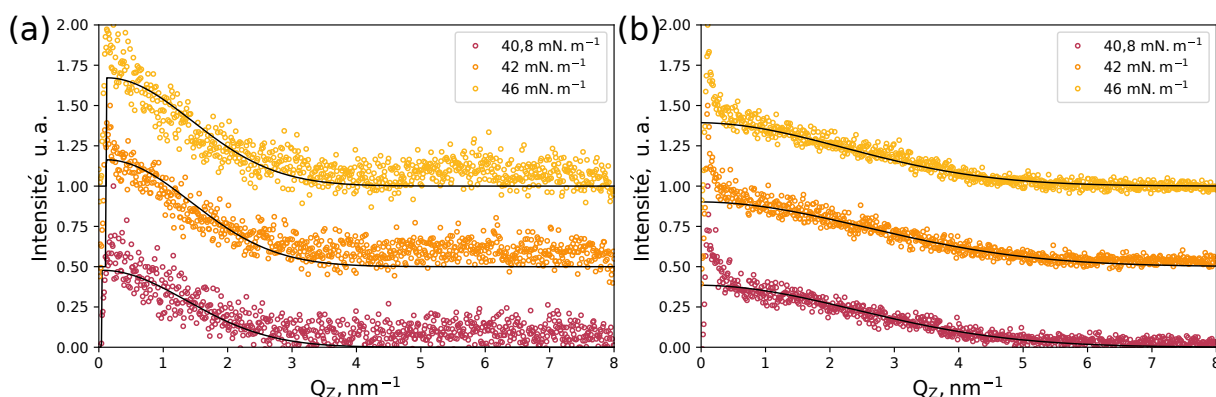 (a)
2.00
1.75
1.50
1.25
1.00
0.75
0.50
0.25
0.00
Intensité, u. a.
0 1 2 3 4 5 6 7 8
Q_Z, nm⁻¹
40,8 mN. m⁻¹
42 mN. m⁻¹
46 mN. m⁻¹
(b)
2.00
1.75
1.50
1.25
1.00
0.75
0.50
0.25
0.00
Intensité, u. a.
0 1 2 3 4 5 6 7 8
Q_Z, nm⁻¹
40,8 mN. m⁻¹
42 mN. m⁻¹
46 mN. m⁻¹